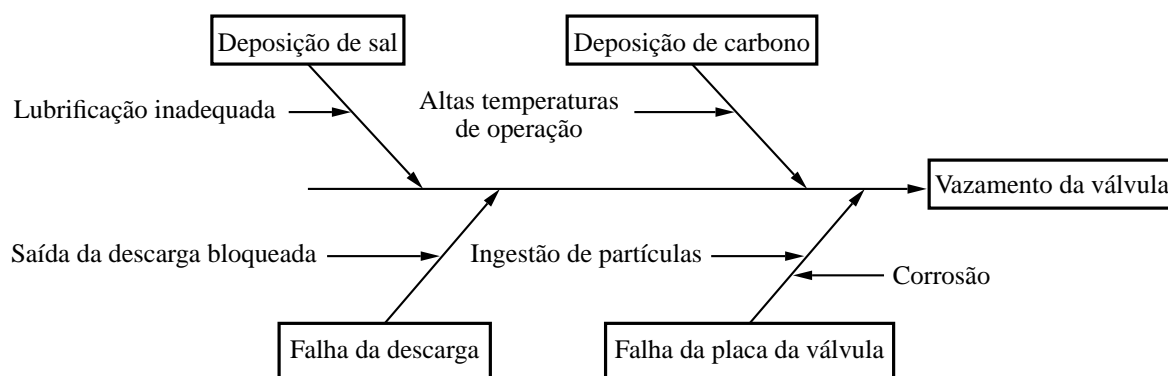 Deposição de sal
Deposição de carbono
Lubrificação inadequada
Altas temperaturas
de operação
Vazamento da válvula
Saída da descarga bloqueada
Ingestão de partículas
Corrosão
Falha da descarga
Falha da placa da válvula